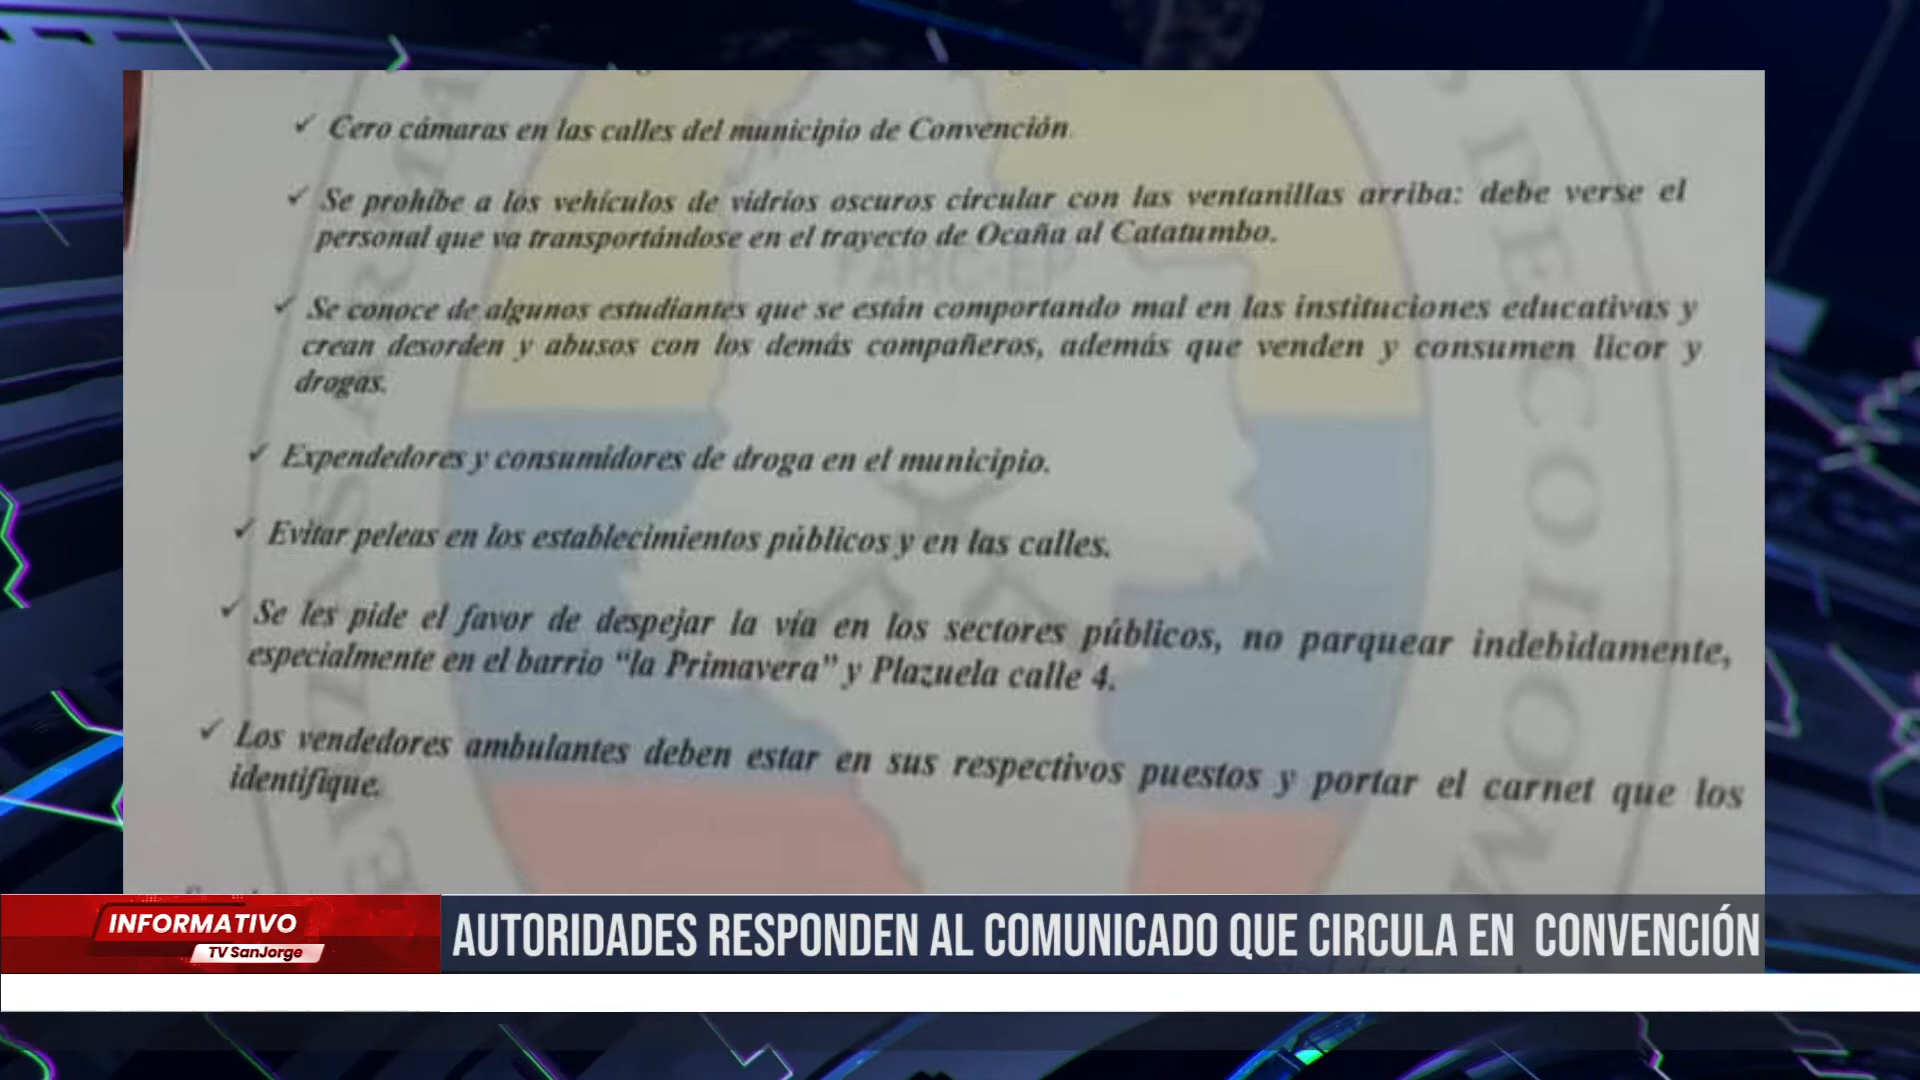 ✓ Cero cámaras en las calles del municipio de Convención.
✓ Se prohíbe a los vehículos de vidrios oscuros circular con las ventanillas arriba: debe verse el
personal que va transportándose en el trayecto de Ocaña al Catatumbo.
✓ Se conoce de algunos estudiantes que se están comportando mal en las instituciones educativas y
crean desorden y abusos con los demás compañeros, además que venden y consumen licor y
drogas.
✓ Expendedores y consumidores de droga en el municipio.
✓ Evitar peleas en los establecimientos públicos y en las calles.
✓ Se les pide el favor de despejar la vía en los sectores públicos, no parquear indebidamente,
especialmente en el barrio “la Primavera” y Plazuela calle 4.
✓ Los vendedores ambulantes deben estar en sus respectivos puestos y portar el carnet que los
identifique.
FARC-EP
DE COLOM
INFORMATIVO
TV SanJorge
AUTORIDADES RESPONDEN AL COMUNICADO QUE CIRCULA EN CONVENCIÓN